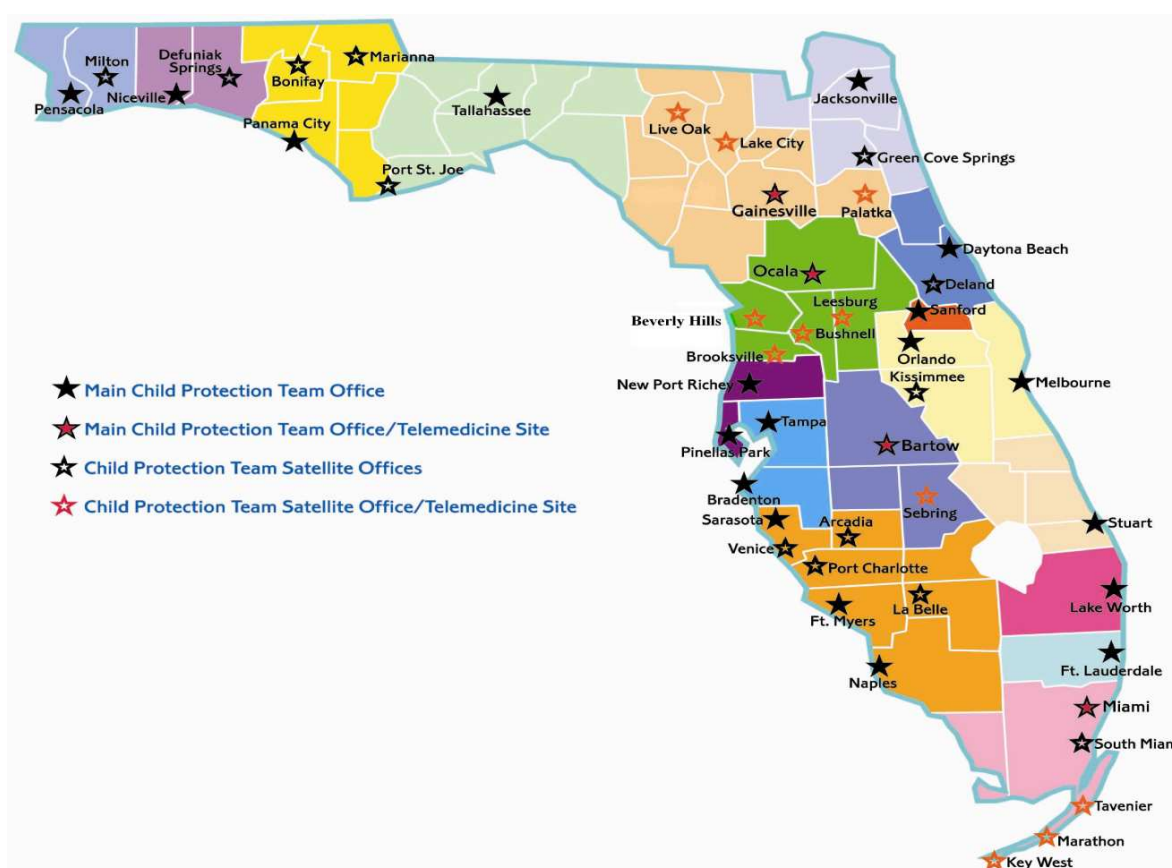 Milton
Defuniak
Springs
Marianna
Bonifay
Pensacola
Niceville
Tallahassee
Jacksonville
Panama City
Live Oak
Lake City
Green Cove Springs
Port St. Joe
Gainesville
Palatka
Daytona Beach
Ocala
Deland
Leesburg
Sanford
Beverly Hills
Bushnell
Orlando
Brooksville
Kissimmee
New Port Richey
Melbourne
Main Child Protection Team Office
Main Child Protection Team Office/Telemedicine Site
Child Protection Team Satellite Offices
Child Protection Team Satellite Office/Telemedicine Site
Tampa
Pinellas Park
Bartow
Bradenton
Sebring
Sarasota
Arcadia
Stuart
Venice
Port Charlotte
La Belle
Lake Worth
Ft. Myers
Ft. Lauderdale
Naples
Miami
South Miam
Tavenier
Marathon
Key West